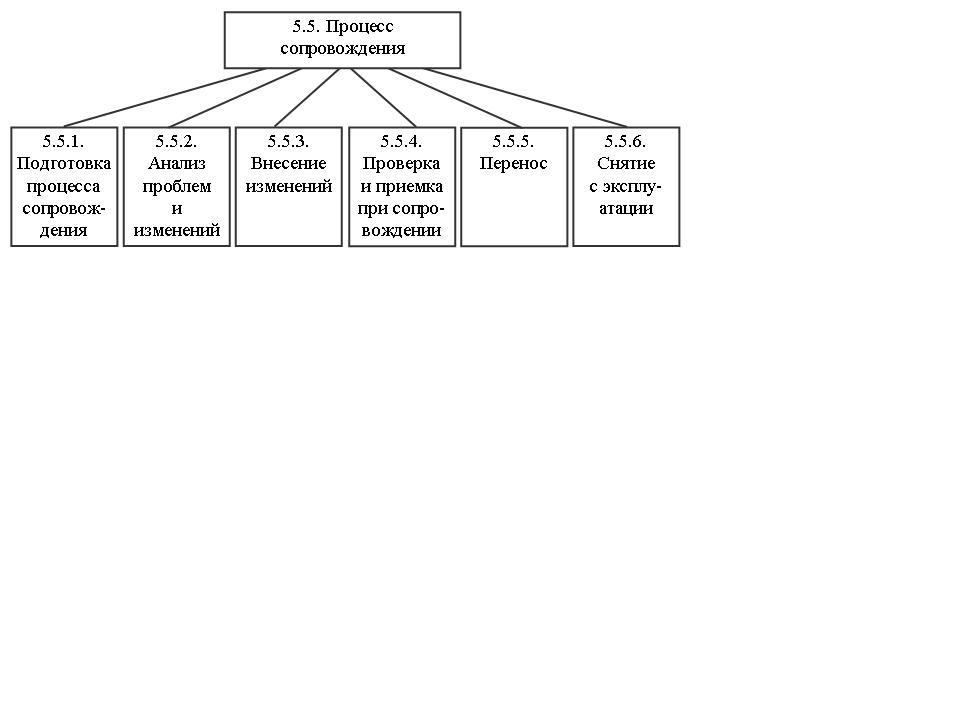 5.5. Процесс
сопровождения
5.5.1.
Подготовка
процесса
сопровож-
дения
5.5.2.
Анализ
проблем
и
изменений
5.5.3.
Внесение
изменений
5.5.4.
Проверка
и приемка
при сопро-
вождении
5.5.5.
Перенос
5.5.6.
Снятие
с эксплу-
атации